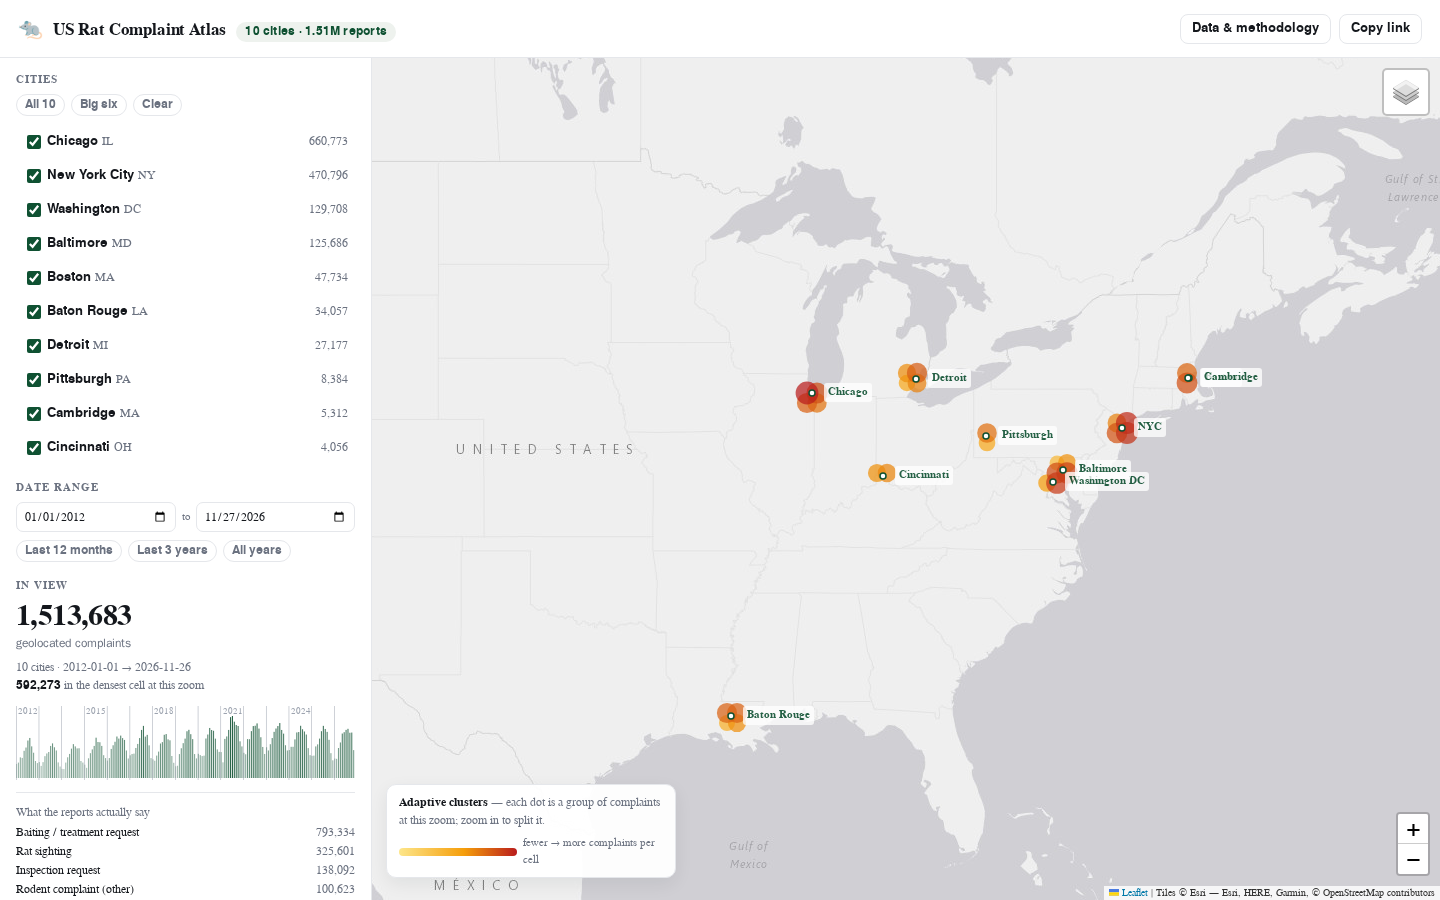 US Rat Complaint Atlas
10 cities · 1.51M reports
Data & methodology
Copy link
CITIES
All 10
Big six
Clear
Chicago IL 660,773
New York City NY 470,796
Washington DC 129,708
Baltimore MD 125,686
Boston MA 47,734
Baton Rouge LA 34,057
Detroit MI 27,177
Pittsburgh PA 8,384
Cambridge MA 5,312
Cincinnati OH 4,056
DATE RANGE
01/01/2012 to 11/27/2026
Last 12 months
Last 3 years
All years
IN VIEW
1,513,683
geolocated complaints
10 cities · 2012-01-01 → 2026-11-26
592,273 in the densest cell at this zoom
2012 2015 2018 2021 2024
What the reports actually say
Baiting / treatment request 793,334
Rat sighting 325,601
Inspection request 138,092
Rodent complaint (other) 100,623
Gulf of St
Lawrence
Detroit
Cambridge
Chicago
NYC
Pittsburgh
UNITED STATES
Baltimore
Cincinnati
Washington DC
Baton Rouge
Adaptive clusters — each dot is a group of complaints
at this zoom; zoom in to split it.
fewer → more complaints per
cell
Gulf of
Mexico
MÉXICO
+
−
Leaflet | Tiles © Esri — Esri, HERE, Garmin, © OpenStreetMap contributors